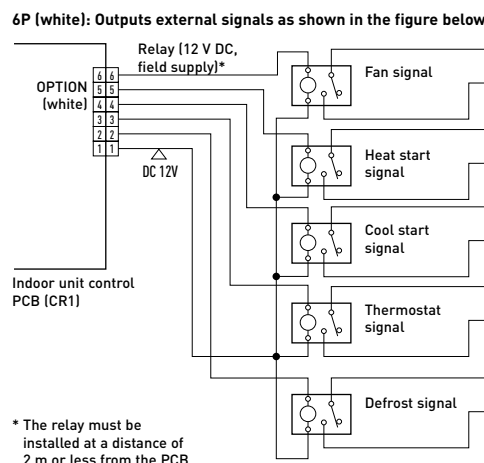 6P (white): Outputs external signals as shown in the figure below
Relay (12 V DC,
field supply)*
OPTION
(white)
6 6
5 5
4 4
3 3
2 2
1 1
DC 12V
Fan signal
Heat start
signal
Cool start
signal
Thermostat
signal
Defrost signal
Indoor unit control
PCB (CR1)
* The relay must be
installed at a distance of
2 m or less from the PCB